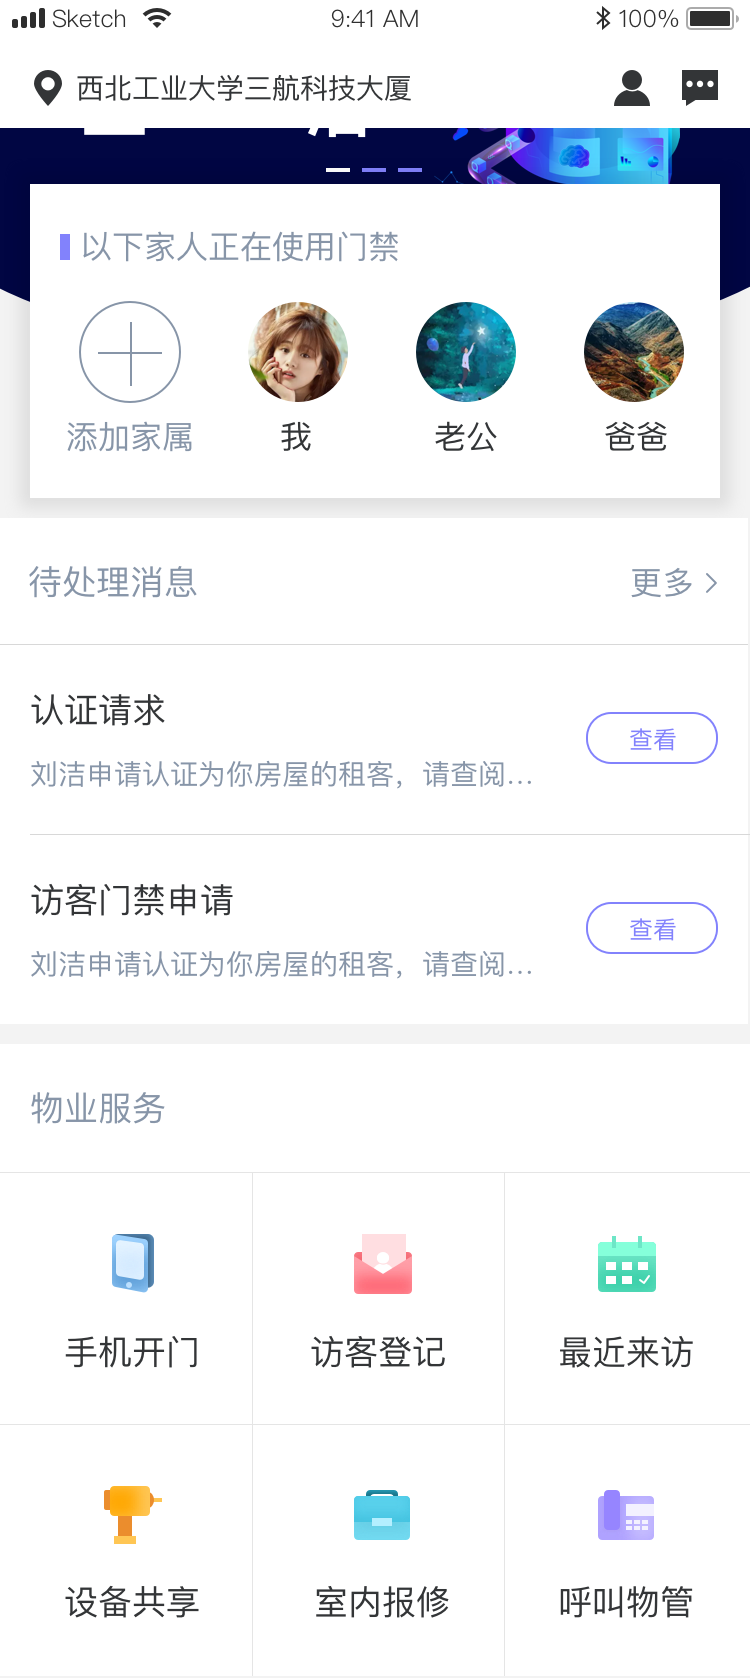 Sketch 9:41 AM 100%
西北工业大学三航科技大厦
以下家人正在使用门禁
添加家属 我 老公 爸爸
待处理消息 更多
认证请求
查看
刘洁申请认证为你房屋的租客，请查阅...
访客门禁申请
查看
刘洁申请认证为你房屋的租客，请查阅...
物业服务
手机开门 访客登记 最近来访
设备共享 室内报修 呼叫物管